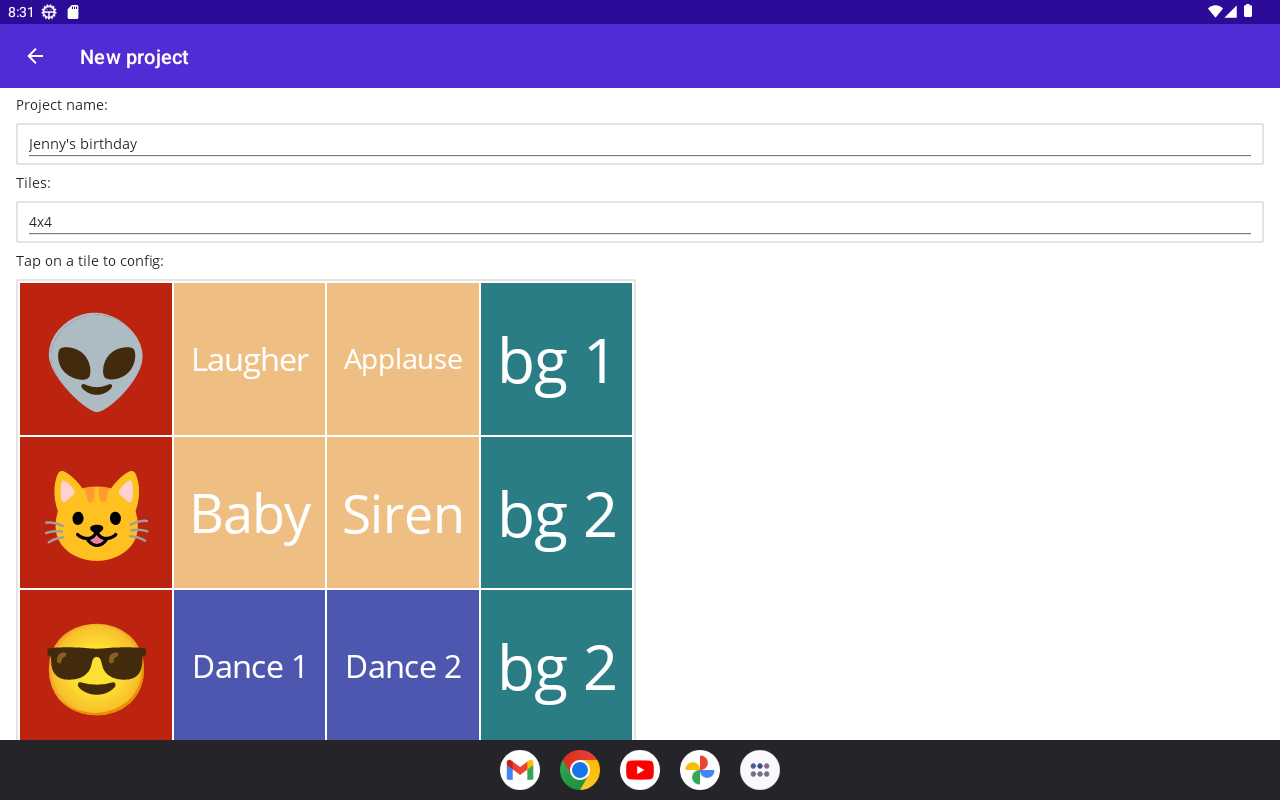 8:31
New project
Project name:
Jenny's birthday
Tiles:
4x4
Tap on a tile to config:
Laugher Applause bg 1
Baby Siren bg 2
Dance 1 Dance 2 bg 2